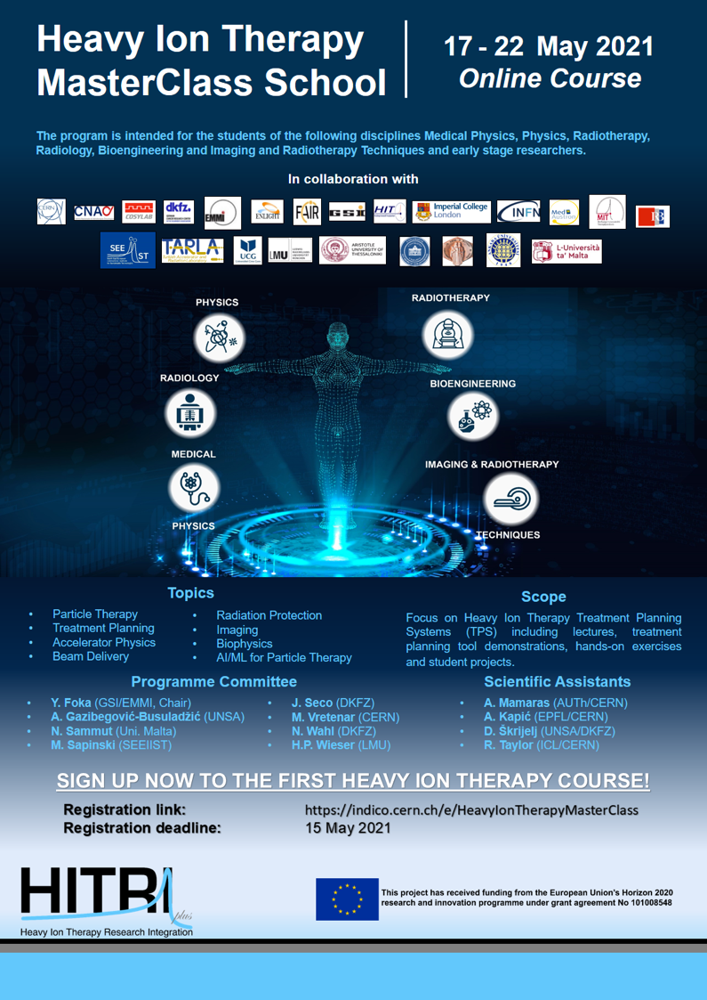 Heavy Ion Therapy
MasterClass School
17 - 22 May 2021
Online Course
The program is intended for the students of the following disciplines Medical Physics, Physics, Radiotherapy,
Radiology, Bioengineering and Imaging and Radiotherapy Techniques and early stage researchers.
In collaboration with
CERN
CNAO
COSYLAB
dkfz.
EMMI
ENLIGHT
FAIR
GSI
HIT
Imperial College
London
INFN
Med
Austron
MIT
SEE
IST
TARLA
UCG
LMU
ARISTOTLE
UNIVERSITY OF
THESSALONIKI
L-Università
ta' Malta
PHYSICS
RADIOTHERAPY
RADIOLOGY
BIOENGINEERING
MEDICAL
PHYSICS
IMAGING & RADIOTHERAPY
TECHNIQUES
Topics
• Particle Therapy
• Treatment Planning
• Accelerator Physics
• Beam Delivery
• Radiation Protection
• Imaging
• Biophysics
• AI/ML for Particle Therapy
Scope
Focus on Heavy Ion Therapy Treatment Planning
Systems (TPS) including lectures, treatment
planning tool demonstrations, hands-on exercises
and student projects.
Programme Committee
• Y. Foka (GSI/EMMI, Chair)
• A. Gazibegović-Busuladžić (UNSA)
• N. Sammut (Uni. Malta)
• M. Sapinski (SEEIIST)
• J. Seco (DKFZ)
• M. Vretenar (CERN)
• N. Wahl (DKFZ)
• H.P. Wieser (LMU)
Scientific Assistants
• A. Mamaras (AUTh/CERN)
• A. Kapić (EPFL/CERN)
• D. Škrijelj (UNSA/DKFZ)
• R. Taylor (ICL/CERN)
SIGN UP NOW TO THE FIRST HEAVY ION THERAPY COURSE!
Registration link: https://indico.cern.ch/e/HeavyIonTherapyMasterClass
Registration deadline: 15 May 2021
HITRI plus
Heavy Ion Therapy Research Integration
This project has received funding from the European Union's Horizon 2020
research and innovation programme under grant agreement No 101008548